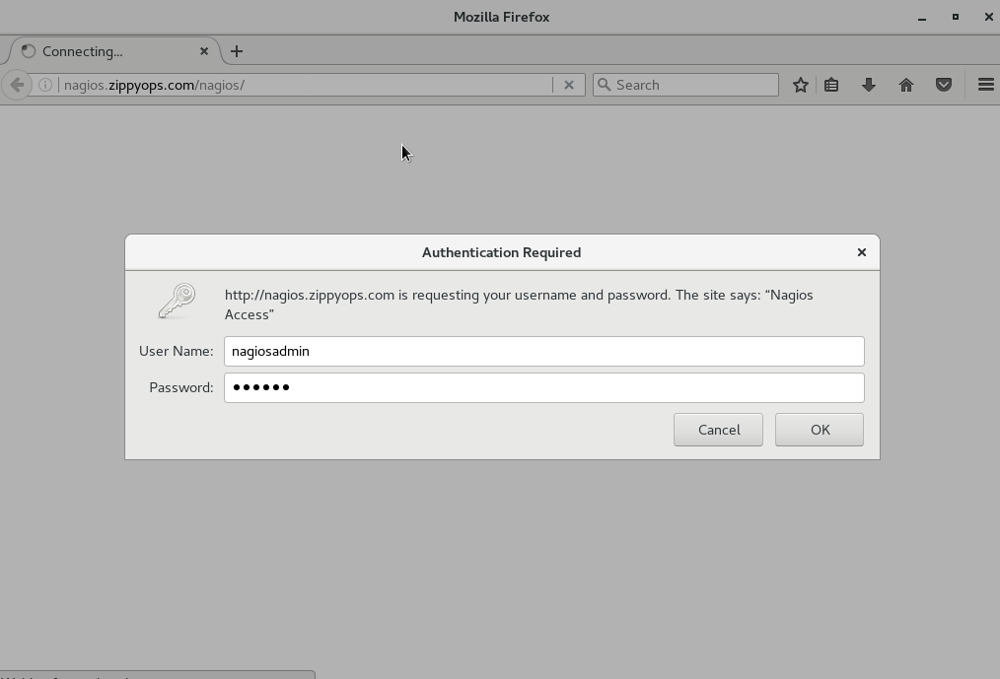 Mozilla Firefox
Connecting...
nagios.zippyops.com/nagios/
Search
Authentication Required
http://nagios.zippyops.com is requesting your username and password. The site says: “Nagios
Access”
User Name: nagiosadmin
Password: ••••••
Cancel OK